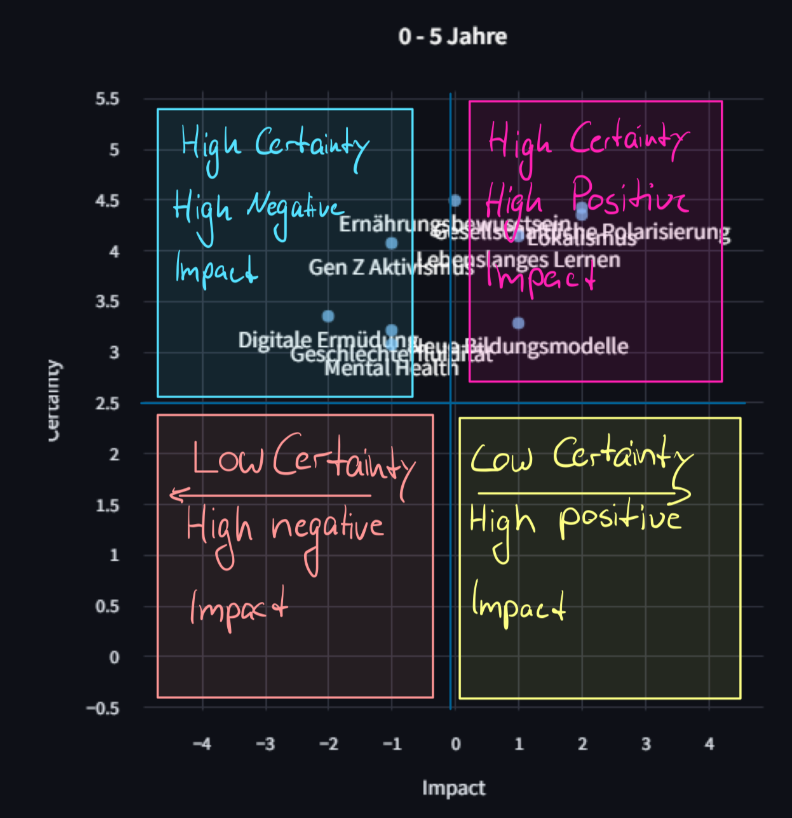 0 - 5 Jahre
5.5
5
4.5
4
3.5
3
2.5
2
1.5
1
0.5
0
−0.5
Certainty
High Certainty
High Negative
Impact
High Certainty
High Positive
Impact
Ernährungsbewusstsein
Gesellschaftliche Polarisierung
Lokalismus
Lebenslanges Lernen
Gen Z Aktivismus
Digitale Ermüdung
Neue Bildungsmodelle
Mental Health
Low Certainty
High negative
Impact
Low Certainty
High positive
Impact
−4
−3
−2
−1
0
1
2
3
4
Impact